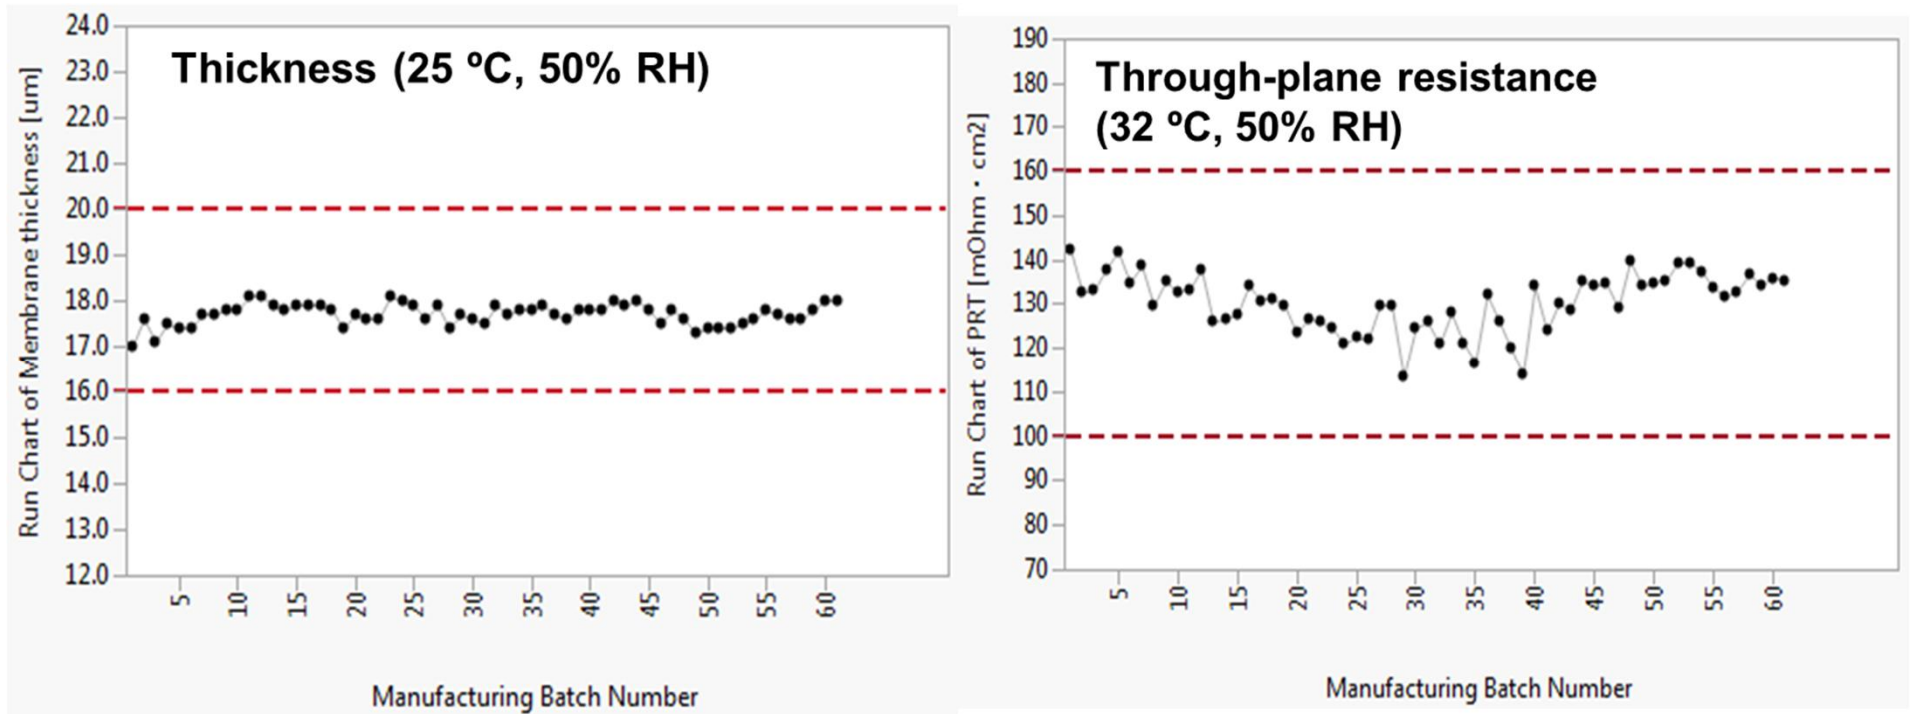 Thickness (25 ºC, 50% RH)
Run Chart of Membrane thickness [um]
24.0
23.0
22.0
21.0
20.0
19.0
18.0
17.0
16.0
15.0
14.0
13.0
12.0
5 10 15 20 25 30 35 40 45 50 55 60
Manufacturing Batch Number
Through-plane resistance
(32 ºC, 50% RH)
Run Chart of PRT [mOhm · cm2]
190
180
170
160
150
140
130
120
110
100
90
80
70
5 10 15 20 25 30 35 40 45 50 55 60
Manufacturing Batch Number